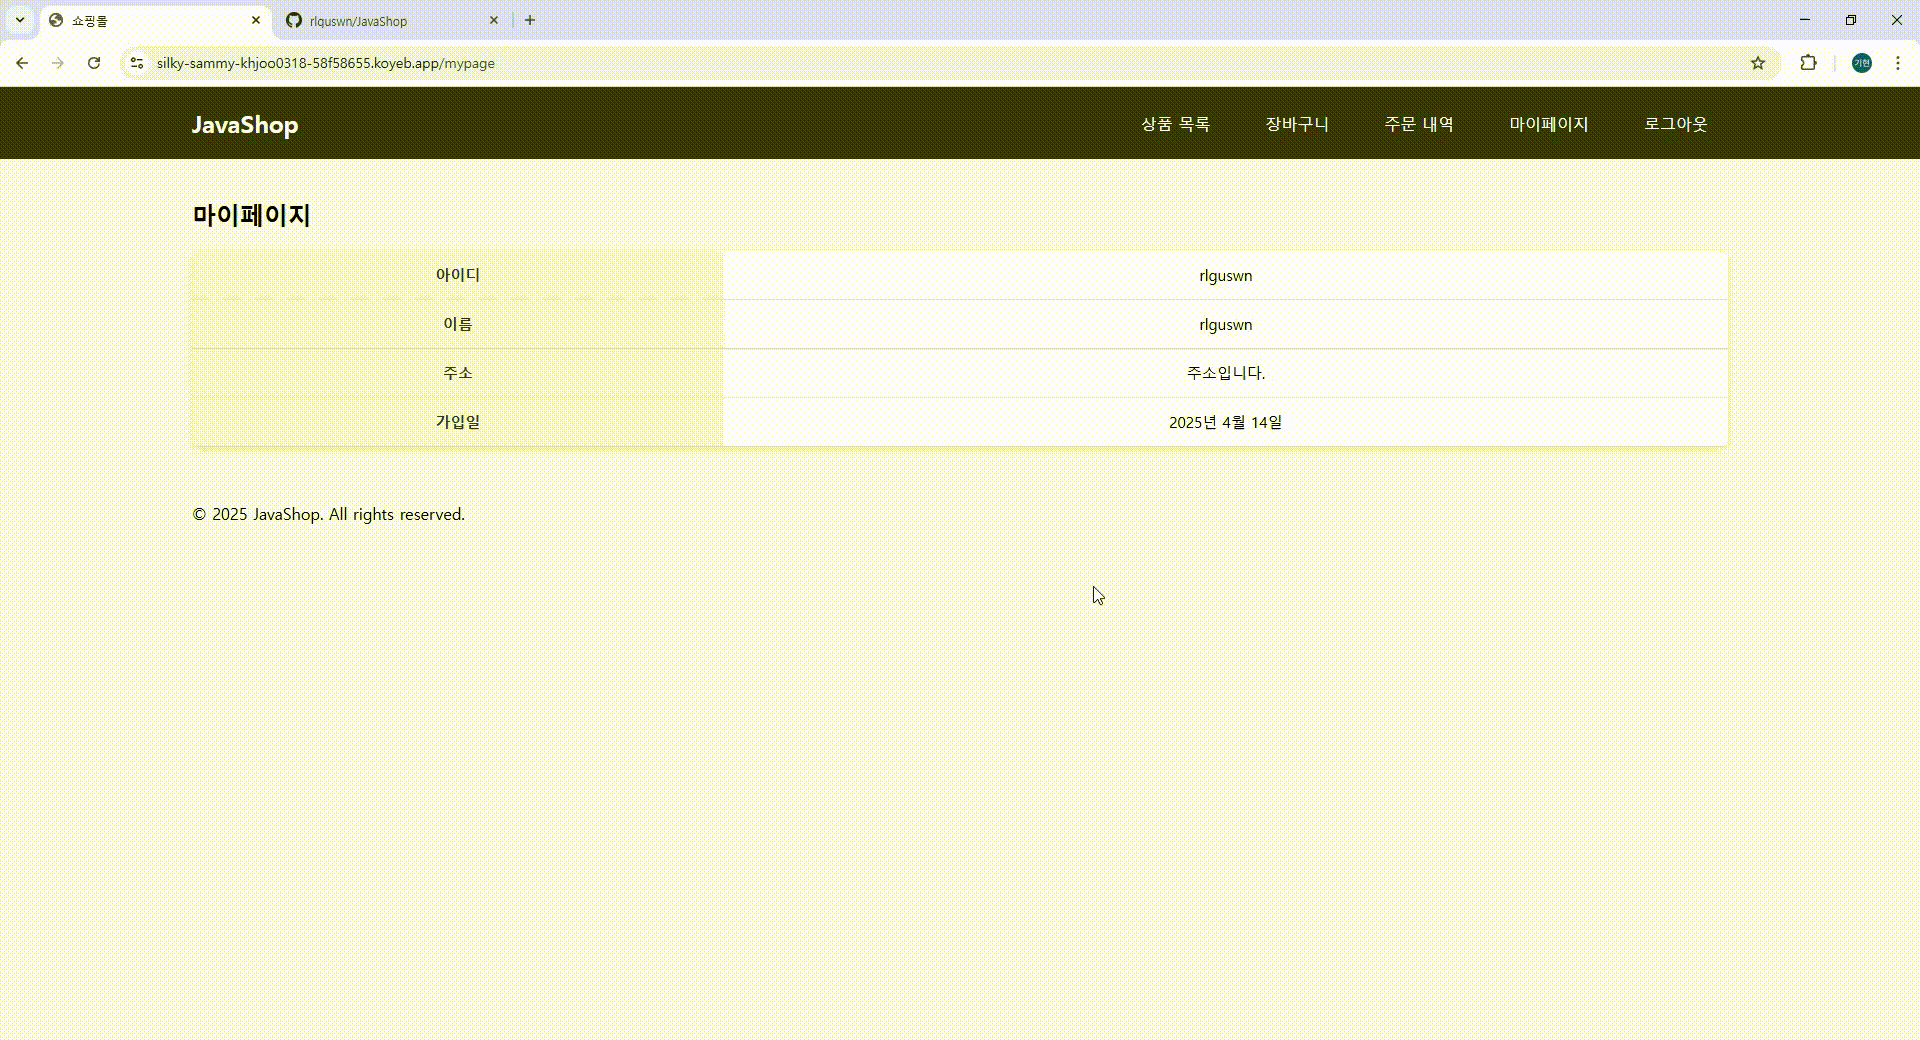 쇼핑몰
rlguswn/JavaShop
silky-sammy-khjoo0318-58f58655.koyeb.app/mypage
기현
JavaShop
상품 목록
장바구니
주문 내역
마이페이지
로그아웃
마이페이지
아이디 rlguswn
이름 rlguswn
주소 주소입니다.
가입일 2025년 4월 14일
© 2025 JavaShop. All rights reserved.